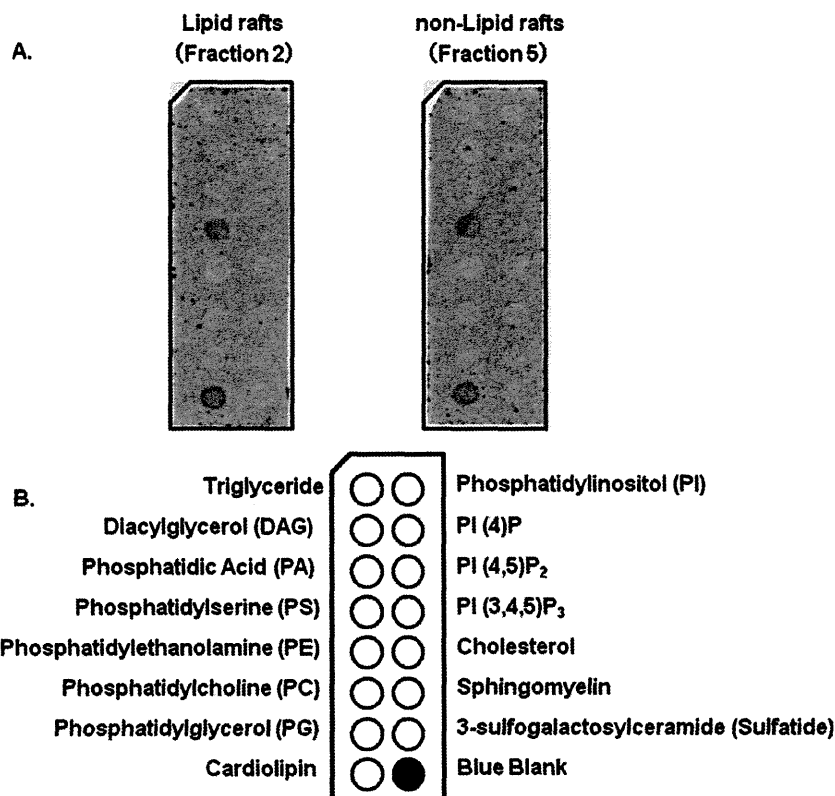 A.
Lipid rafts
(Fraction 2)
non-Lipid rafts
(Fraction 5)
B.
Triglyceride
Phosphatidylinositol (PI)
Diacylglycerol (DAG)
PI (4)P
Phosphatidic Acid (PA)
PI (4,5)P₂
Phosphatidylserine (PS)
PI (3,4,5)P₃
Phosphatidylethanolamine (PE)
Cholesterol
Phosphatidylcholine (PC)
Sphingomyelin
Phosphatidylglycerol (PG)
3-sulfogalactosylceramide (Sulfatide)
Cardiolipin
Blue Blank